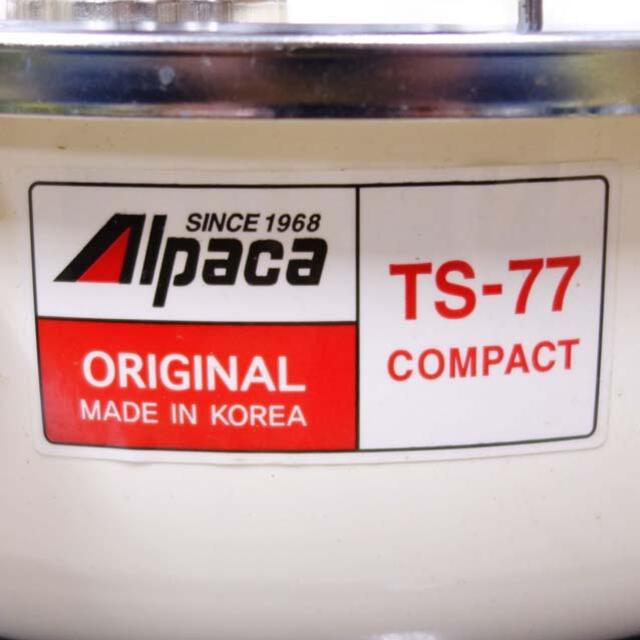 SINCE 1968
Alpaca
ORIGINAL
MADE IN KOREA
TS-77
COMPACT